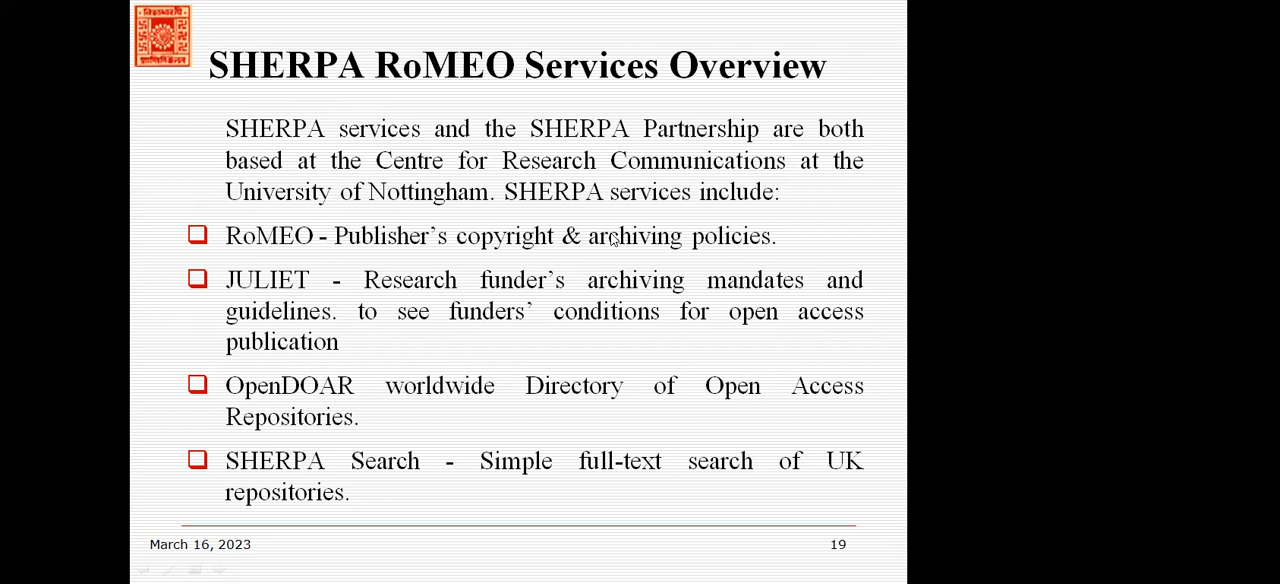 SHERPA RoMEO Services Overview
SHERPA services and the SHERPA Partnership are both
based at the Centre for Research Communications at the
University of Nottingham. SHERPA services include:
RoMEO - Publisher's copyright & archiving policies.
JULIET - Research funder's archiving mandates and
guidelines. to see funders' conditions for open access
publication
OpenDOAR worldwide Directory of Open Access
Repositories.
SHERPA Search - Simple full-text search of UK
repositories.
March 16, 2023
19